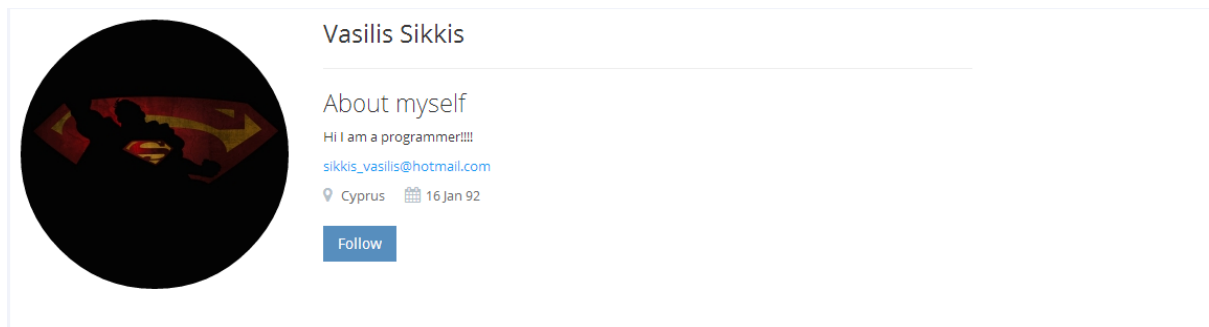 Vasilis Sikkis
About myself
Hi I am a programmer!!!!
sikkis_vasilis@hotmail.com
Cyprus 16 Jan 92
Follow